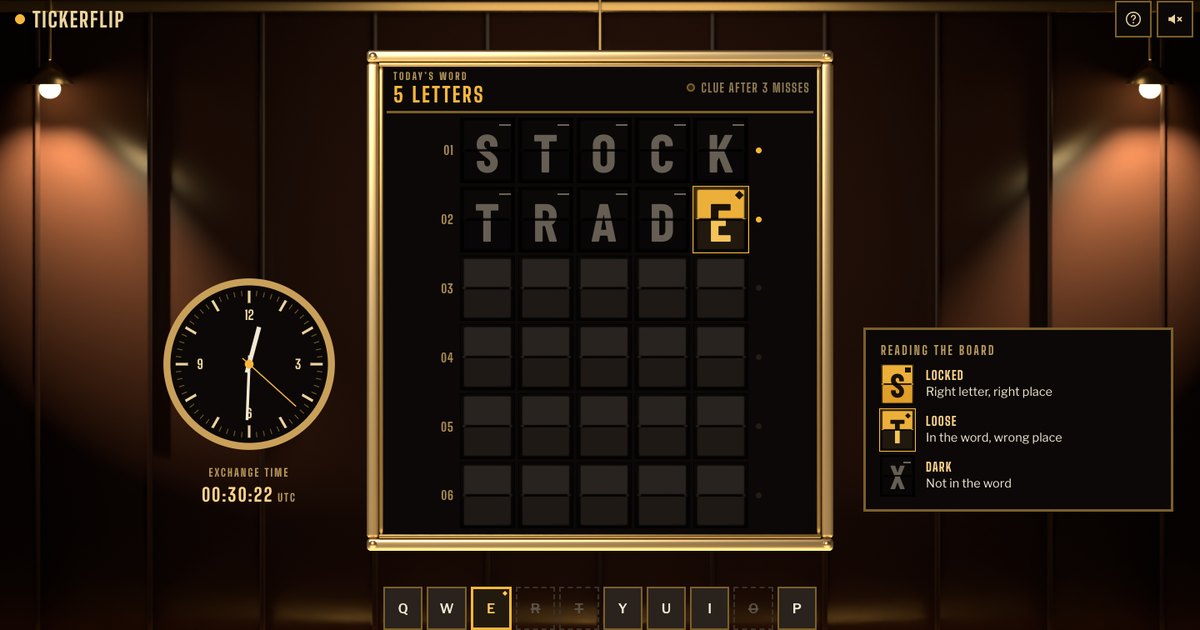 TICKERFLIP
TODAY'S WORD
5 LETTERS
CLUE AFTER 3 MISSES
01 S T O C K
02 T R A D E
03
04
05
06
12
3
6
9
EXCHANGE TIME
00:30:22 UTC
READING THE BOARD
S LOCKED
Right letter, right place
T LOOSE
In the word, wrong place
X DARK
Not in the word
Q W E R T Y U I O P